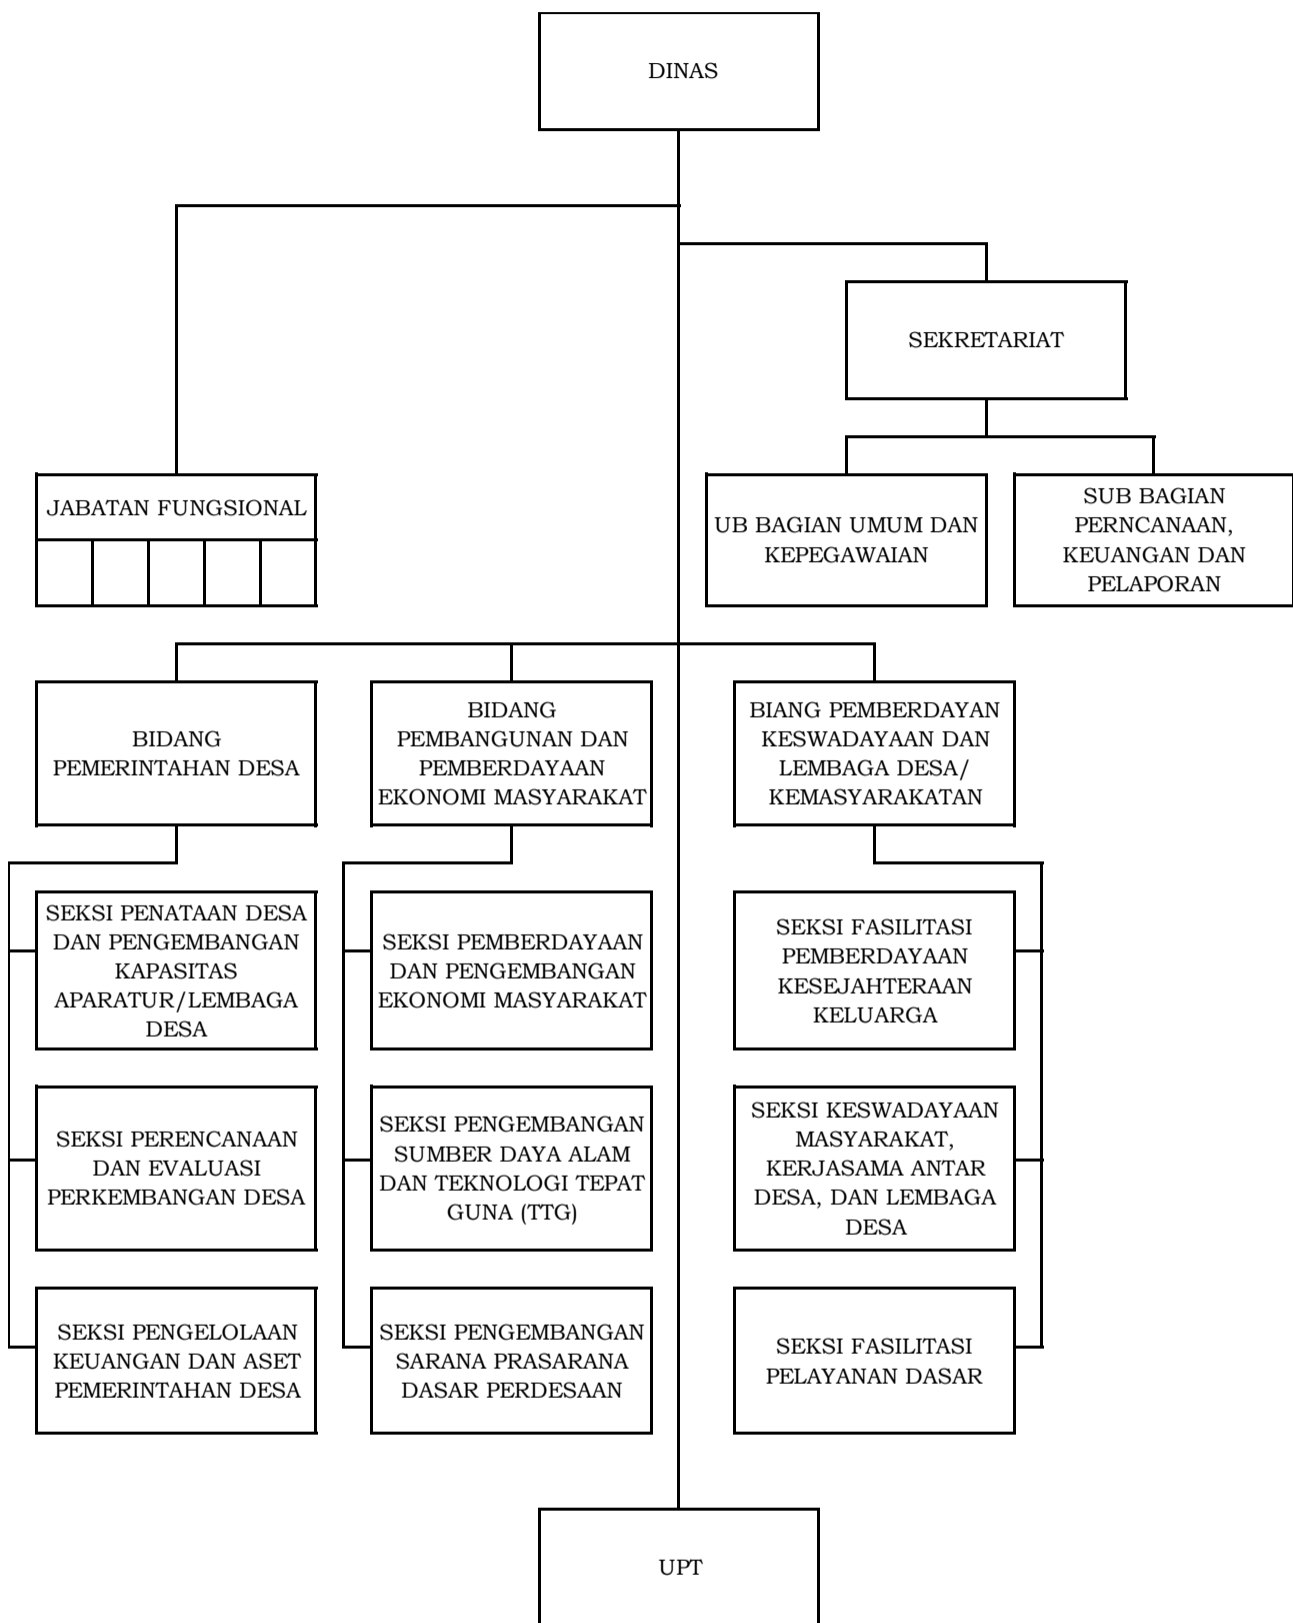 DINAS
SEKRETARIAT
JABATAN FUNGSIONAL
UB BAGIAN UMUM DAN
KEPEGAWAIAN
SUB BAGIAN
PERNCANAAN,
KEUANGAN DAN
PELAPORAN
BIDANG
PEMERINTAHAN DESA
BIDANG
PEMBANGUNAN DAN
PEMBERDAYAAN
EKONOMI MASYARAKAT
BIANG PEMBERDAYAN
KESWADAYAAN DAN
LEMBAGA DESA/
KEMASYARAKATAN
SEKSI PENATAAN DESA
DAN PENGEMBANGAN
KAPASITAS
APARATUR/LEMBAGA
DESA
SEKSI PEMBERDAYAAN
DAN PENGEMBANGAN
EKONOMI MASYARAKAT
SEKSI FASILITASI
PEMBERDAYAAN
KESEJAHTERAAN
KELUARGA
SEKSI PERENCANAAN
DAN EVALUASI
PERKEMBANGAN DESA
SEKSI PENGEMBANGAN
SUMBER DAYA ALAM
DAN TEKNOLOGI TEPAT
GUNA (TTG)
SEKSI KESWADAYAAN
MASYARAKAT,
KERJASAMA ANTAR
DESA, DAN LEMBAGA
DESA
SEKSI PENGELOLAAN
KEUANGAN DAN ASET
PEMERINTAHAN DESA
SEKSI PENGEMBANGAN
SARANA PRASARANA
DASAR PERDESAAN
SEKSI FASILITASI
PELAYANAN DASAR
UPT